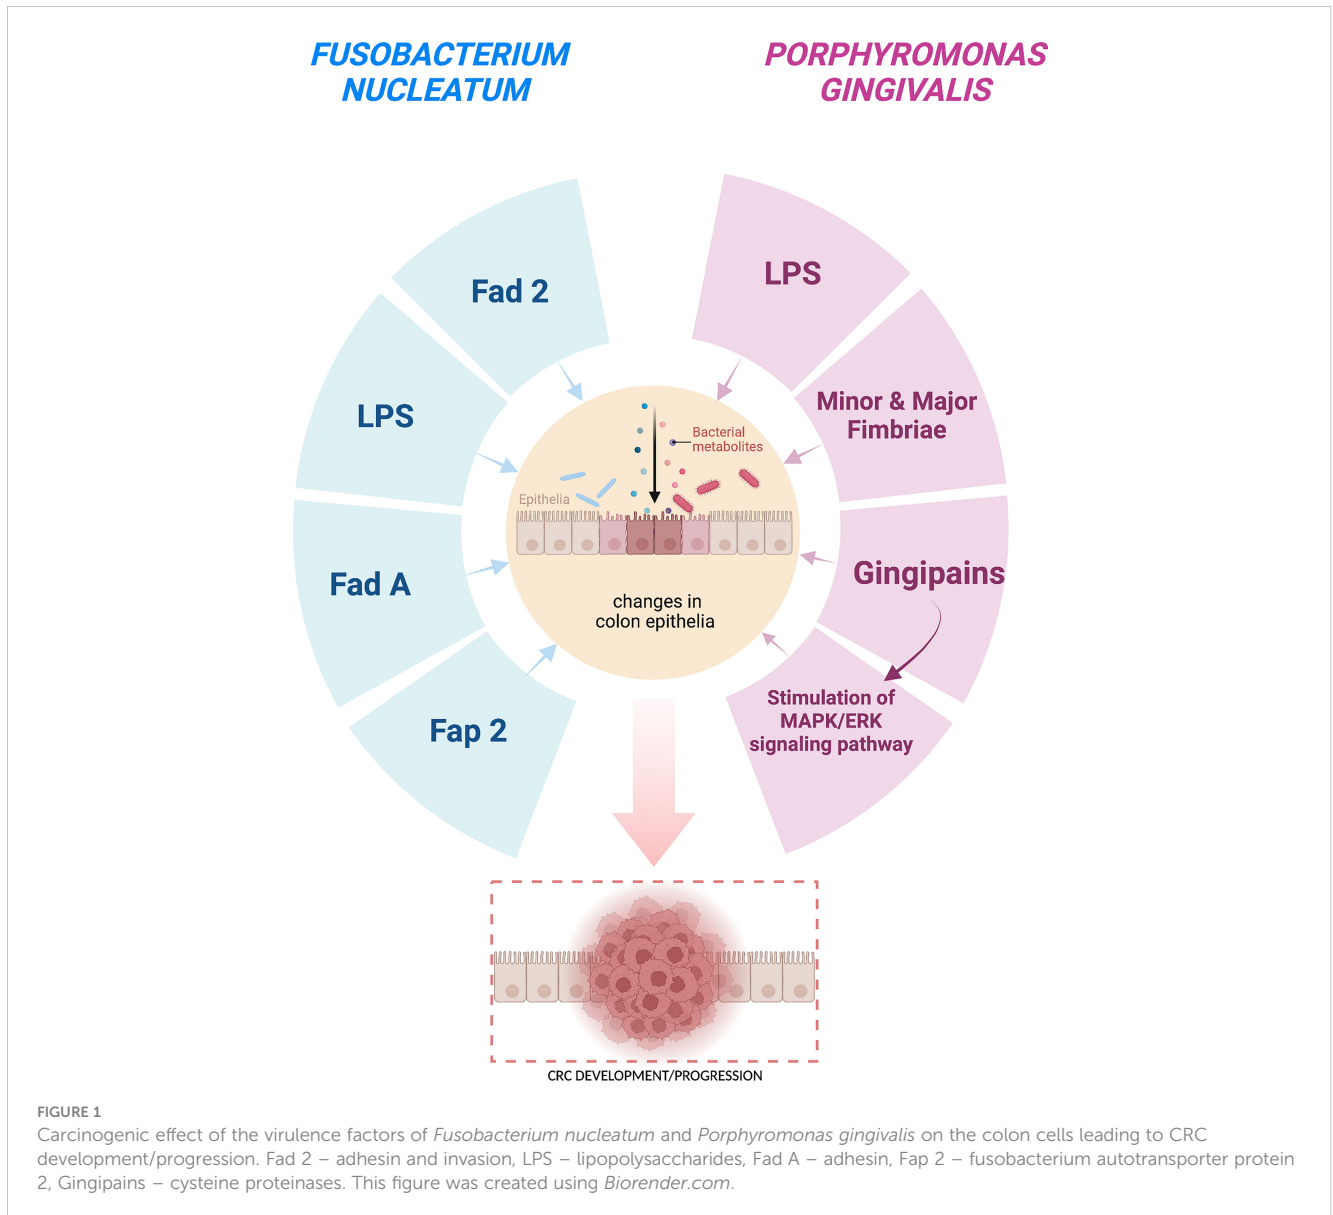 FUSOBACTERIUM
NUCLEATUM
PORPHYROMONAS
GINGIVALIS
Fad 2
LPS
Fad A
Fap 2
LPS
Minor & Major
Fimbriae
Gingipains
Stimulation of
MAPK/ERK
signaling pathway
Bacterial
metabolites
Epithelia
changes in
colon epithelia
CRC DEVELOPMENT/PROGRESSION
FIGURE 1
Carcinogenic effect of the virulence factors of Fusobacterium nucleatum and Porphyromonas gingivalis on the colon cells leading to CRC
development/progression. Fad 2 – adhesin and invasion, LPS – lipopolysaccharides, Fad A – adhesin, Fap 2 – fusobacterium autotransporter protein
2, Gingipains – cysteine proteinases. This figure was created using Biorender.com.